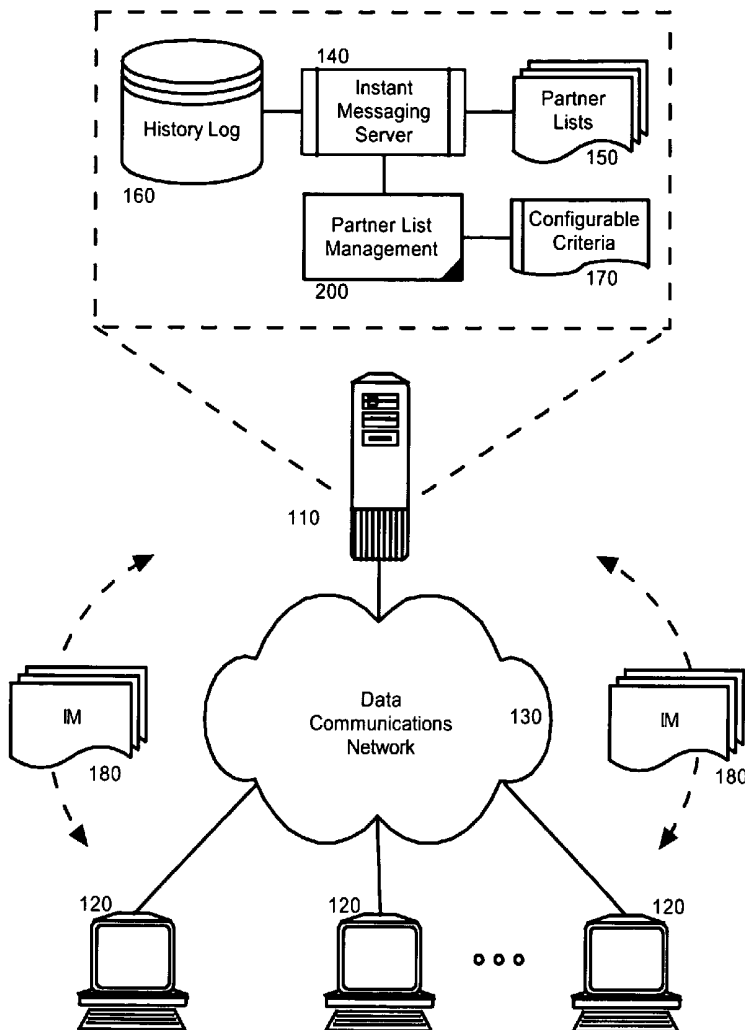 140
History Log
Instant
Messaging
Server
Partner
Lists
150
160
Partner List
Management
Configurable
Criteria
200
170
110
Data
Communications
Network
130
IM
180
IM
180
120
120
120